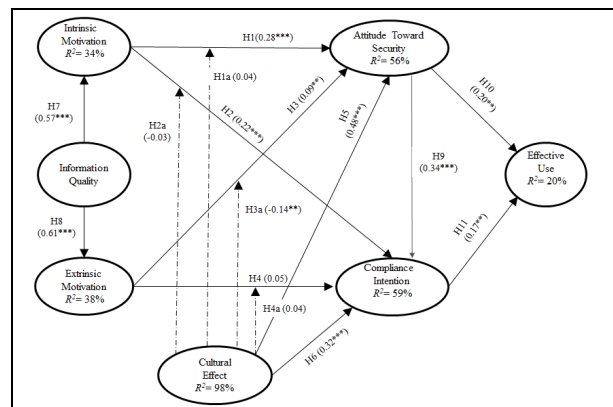 Intrinsic
Motivation
R²= 34%
H1(0.28***)
Attitude Toward
Security
R²= 56%
H1a (0.04)
H7
(0.57***)
H2a
(-0.03)
H2 (0.22***)
H3 (0.09**)
H5
(0.48***)
H10
(0.20**)
Information
Quality
H9
(0.34***)
Effective
Use
R²= 20%
H3a (-0.14**)
H8
(0.61***)
H11
(0.17**)
Extrinsic
Motivation
R²= 38%
H4 (0.05)
Compliance
Intention
R²= 59%
H4a (0.04)
Cultural
Effect
R²= 98%
H6 (0.32***)